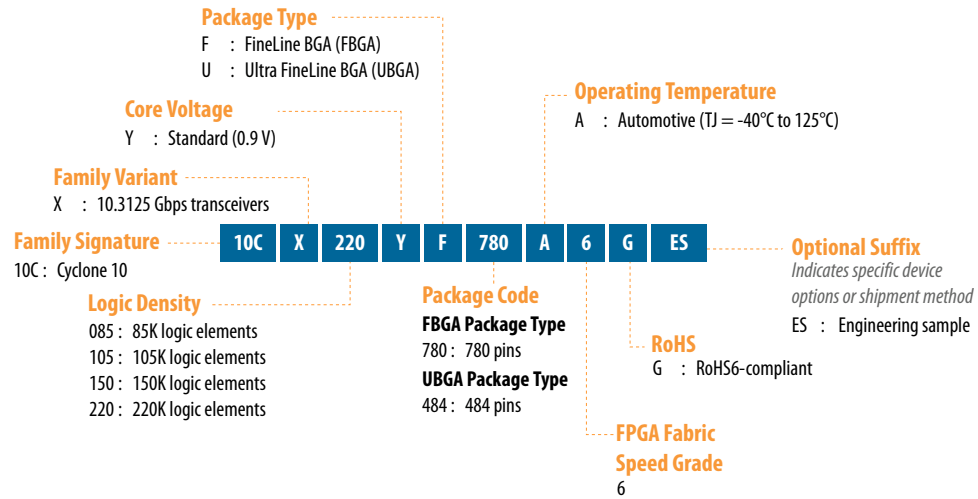 Package Type
F : FineLine BGA (FBGA)
U : Ultra FineLine BGA (UBGA)
Operating Temperature
A : Automotive (TJ = -40°C to 125°C)
Core Voltage
Y : Standard (0.9 V)
Family Variant
X : 10.3125 Gbps transceivers
Family Signature
10C : Cyclone 10
10C X 220 Y F 780 A 6 G ES
Optional Suffix
Indicates specific device
options or shipment method
ES : Engineering sample
Logic Density
085 : 85K logic elements
105 : 105K logic elements
150 : 150K logic elements
220 : 220K logic elements
Package Code
FBGA Package Type
780 : 780 pins
UBGA Package Type
484 : 484 pins
RoHS
G : RoHS6-compliant
FPGA Fabric
Speed Grade
6